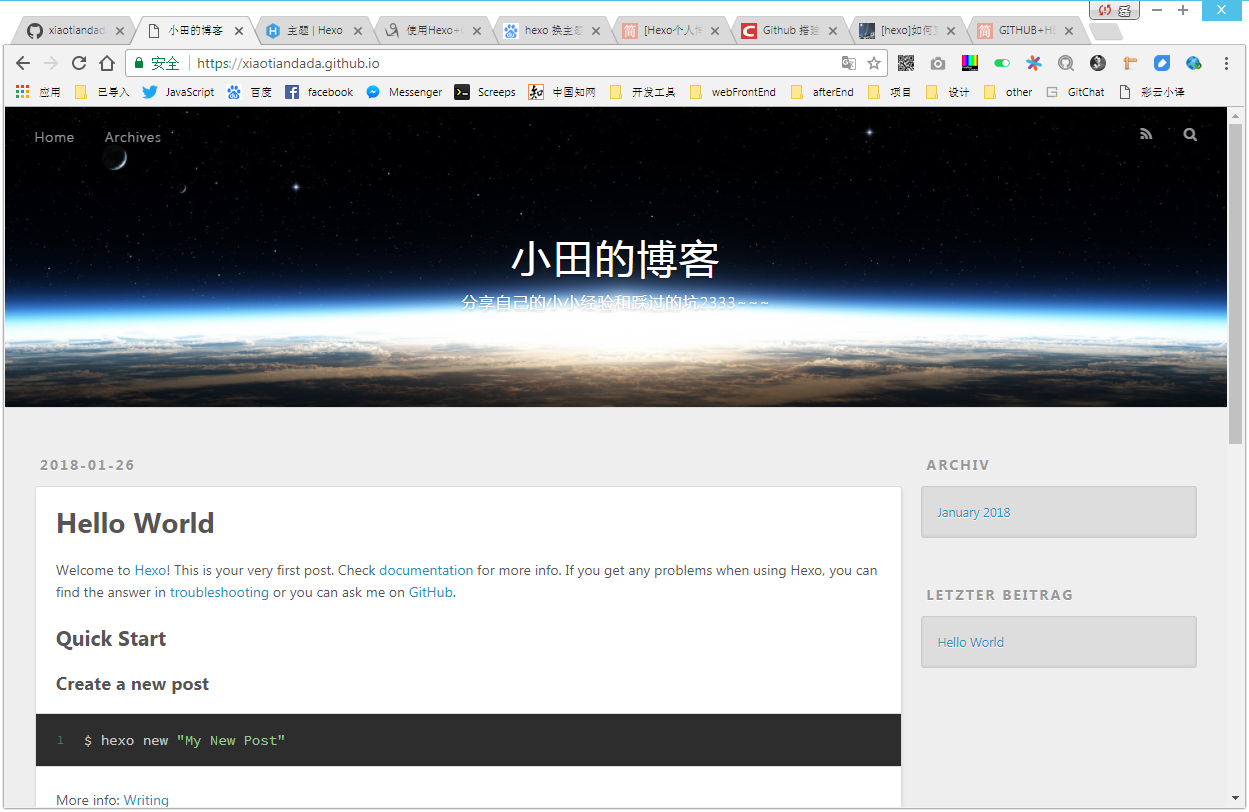 xiaotiandad
小田的博客
主题 | Hexo
使用Hexo+
hexo 换主题
[Hexo个人
Github 搭建
[hexo]如何
GITHUB+H
安全
https://xiaotiandada.github.io
应用
已导入
JavaScript
百度
facebook
Messenger
Screeps
中国知网
开发工具
webFrontEnd
afterEnd
项目
设计
other
GitChat
彩云小译
Home
Archives
小田的博客
分享自己的小小经验和踩过的坑2333~~~
2018-01-26
ARCHIV
Hello World
January 2018
Welcome to Hexo! This is your very first post. Check documentation for more info. If you get any problems when using Hexo, you can
find the answer in troubleshooting or you can ask me on GitHub.
LETZTER BEITRAG
Quick Start
Hello World
Create a new post
1 $ hexo new "My New Post"
More info: Writing